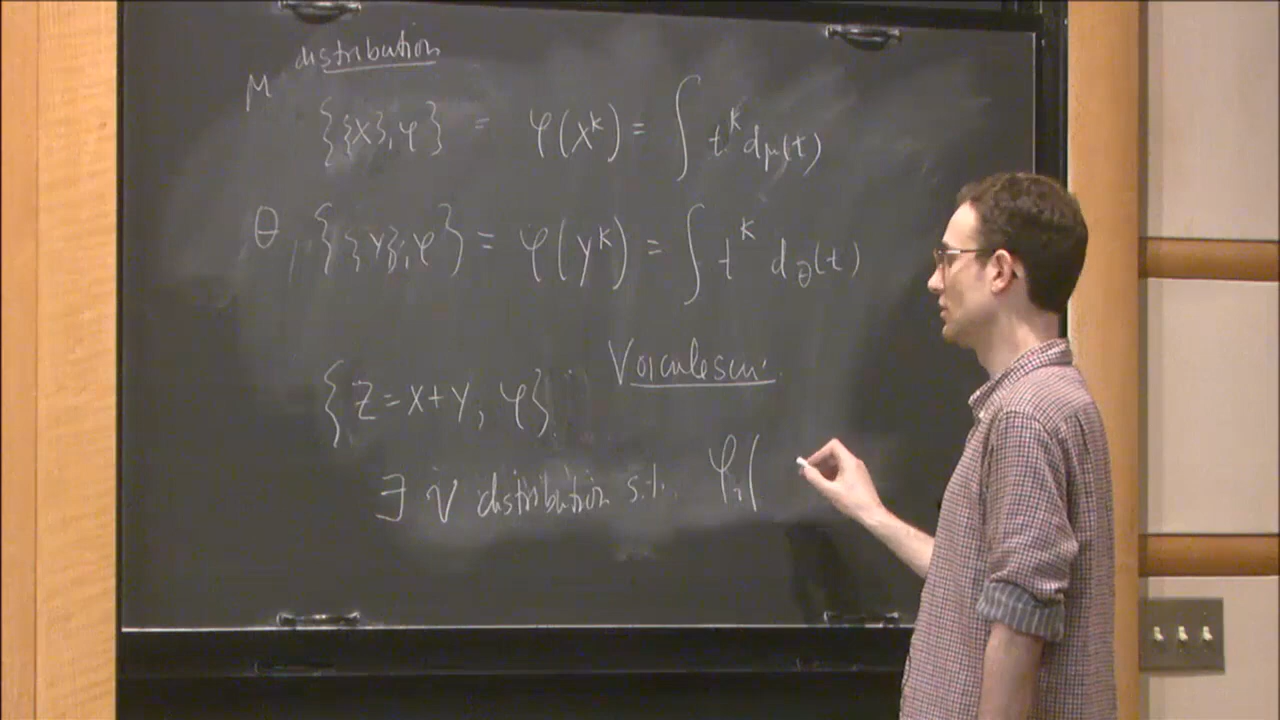 distribution
μ
{{X}, φ} = φ(X^k) = ∫ t^k dμ(t)
θ, {{Y}, φ} = φ(Y^k) = ∫ t^k dθ(t)
Voiculescu
{Z = X+Y, φ}
∃ ν distribution s.t. φ(